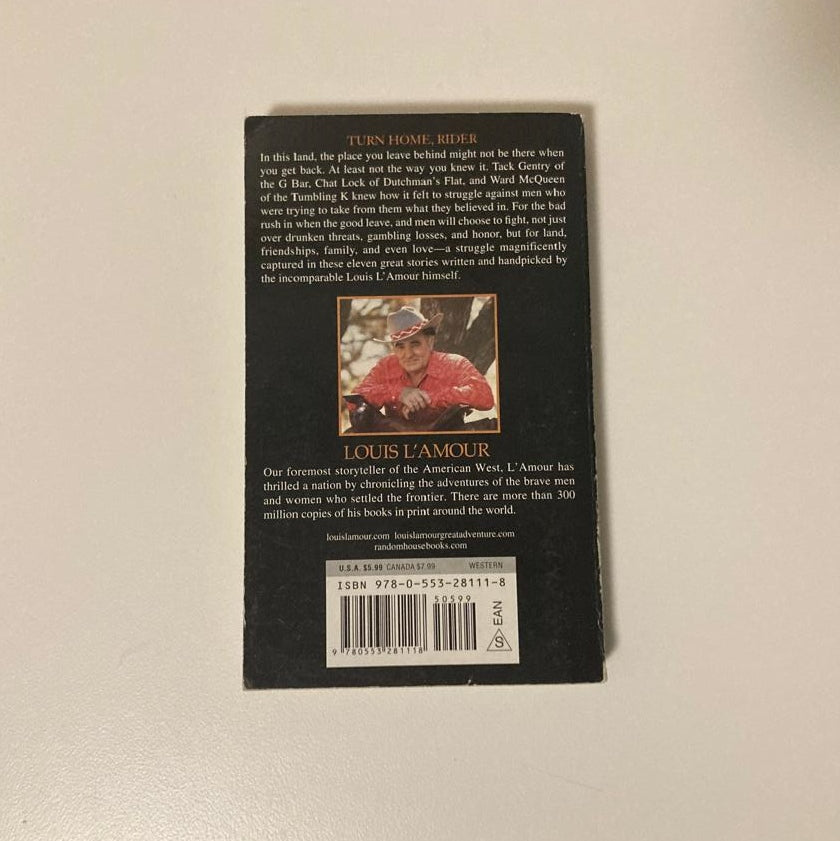 TURN HOME, RIDER
In this land, the place you leave behind might not be there when
you get back. At least not the way you knew it. Tack Gentry of
the G Bar, Chat Lock of Dutchman's Flat, and Ward McQueen
of the Tumbling K knew how it felt to struggle against men who
were trying to take from them what they believed in. For the bad
rush in when the good leave, and men will choose to fight, not just
over drunken threats, gambling losses, and honor, but for land,
friendships, family, and even love—a struggle magnificently
captured in these eleven great stories written and handpicked by
the incomparable Louis L'Amour himself.
LOUIS L'AMOUR
Our foremost storyteller of the American West, L'Amour has
thrilled a nation by chronicling the adventures of the brave men
and women who settled the frontier. There are more than 300
million copies of his books in print around the world.
louislamour.com louislamourgreatadventure.com
randomhousebooks.com
U.S.A. $5.99 CANADA $7.99 WESTERN
ISBN 978-0-553-28111-8
50599
9 780553 281118
S EAN